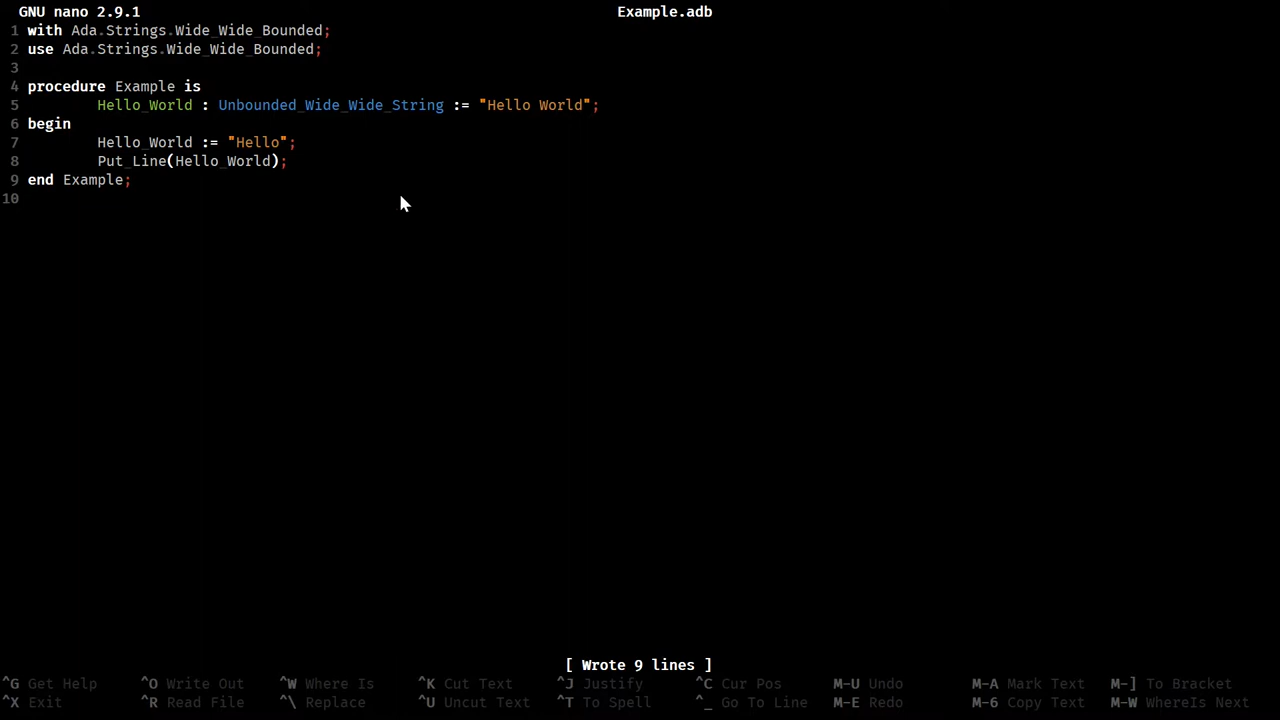 GNU nano 2.9.1 Example.adb
1 with Ada.Strings.Wide_Wide_Bounded;
2 use Ada.Strings.Wide_Wide_Bounded;
3
4 procedure Example is
5 Hello_World : Unbounded_Wide_Wide_String := "Hello World";
6 begin
7 Hello_World := "Hello";
8 Put_Line(Hello_World);
9 end Example;
10
[ Wrote 9 lines ]
^G Get Help ^O Write Out ^W Where Is ^K Cut Text ^J Justify ^C Cur Pos M-U Undo M-A Mark Text M-] To Bracket
^X Exit ^R Read File ^\ Replace ^U Uncut Text ^T To Spell ^_ Go To Line M-E Redo M-6 Copy Text M-W WhereIs Next